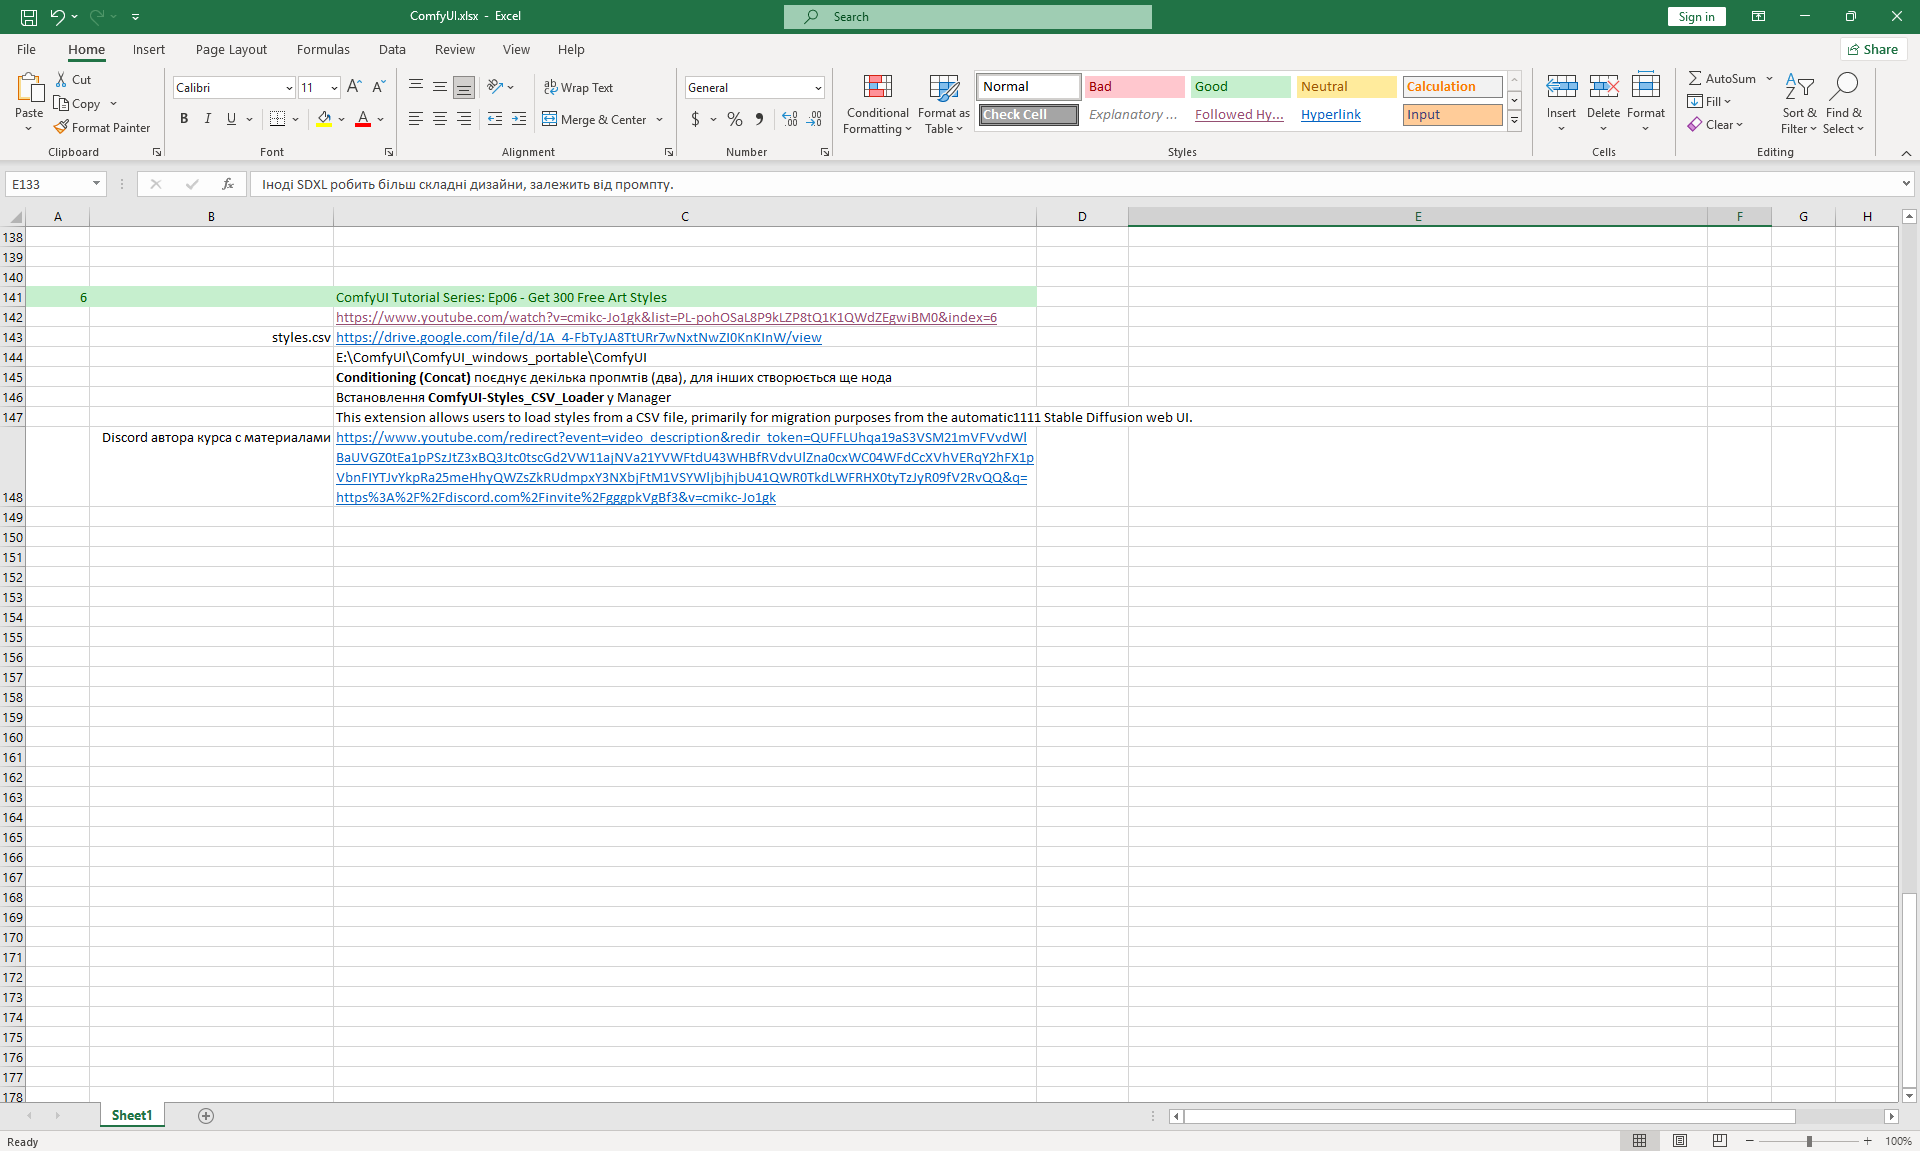 ComfyUI.xlsx - Excel
Search
Sign in
File Home Insert Page Layout Formulas Data Review View Help
Share
Paste
Cut
Copy
Format Painter
Clipboard
Calibri 11
B I U
Font
Wrap Text
Merge & Center
Alignment
General
$ % ,
Number
Conditional Formatting
Format as Table
Normal Bad Good Neutral Calculation
Check Cell Explanatory ... Followed Hy... Hyperlink Input
Styles
Insert Delete Format
Cells
AutoSum
Fill
Clear
Sort & Filter
Find & Select
Editing
E133
fx
Іноді SDXL робить більш складні дизайни, залежить від промпту.
A B C D E F G H
138
139
140
141 6 ComfyUI Tutorial Series: Ep06 - Get 300 Free Art Styles
142 https://www.youtube.com/watch?v=cmikc-Jo1gk&list=PL-pohOSaL8P9kLZP8tQ1K1QWdZEgwiBM0&index=6
143 styles.csv https://drive.google.com/file/d/1A_4-FbTyJA8TtURr7wNxtNwZI0KnKInW/view
144 E:\ComfyUI\ComfyUI_windows_portable\ComfyUI
145 Conditioning (Concat) поєднує декілька пропмтів (два), для інших створюється ще нода
146 Встановлення ComfyUI-Styles_CSV_Loader у Manager
147 This extension allows users to load styles from a CSV file, primarily for migration purposes from the automatic1111 Stable Diffusion web UI.
Discord автора курса с материалами https://www.youtube.com/redirect?event=video_description&redir_token=QUFFLUhqa19aS3VSM21mVFVvdWl
BaUVGZ0tEa1pPSzJtZ3xBQ3Jtc0tscGd2VW11ajNVa21YVWFtdU43WHBfRVdvUlZna0cxWC04WFdCcXVhVERqY2hFX1p
VbnFIYTJvYkpRa25meHhyQWZsZkRUdmpxY3NXbjFtM1VSYWljbjhjbU41QWR0TkdLWFRHX0tyTzJyR09fV2RvQQ&q=
148 https%3A%2F%2Fdiscord.com%2Finvite%2FgggpkVgBf3&v=cmikc-Jo1gk
149
150
151
152
153
154
155
156
157
158
159
160
161
162
163
164
165
166
167
168
169
170
171
172
173
174
175
176
177
178
Sheet1
Ready
100%